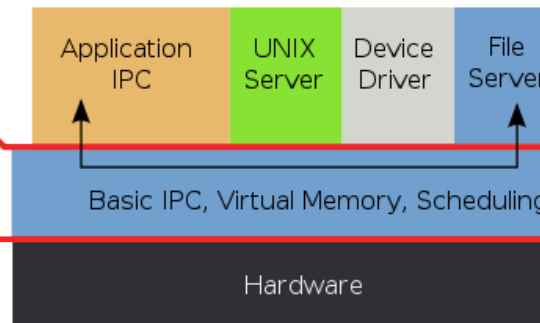 Application
IPC
UNIX
Server
Device
Driver
File
Server
Basic IPC, Virtual Memory, Scheduling
Hardware